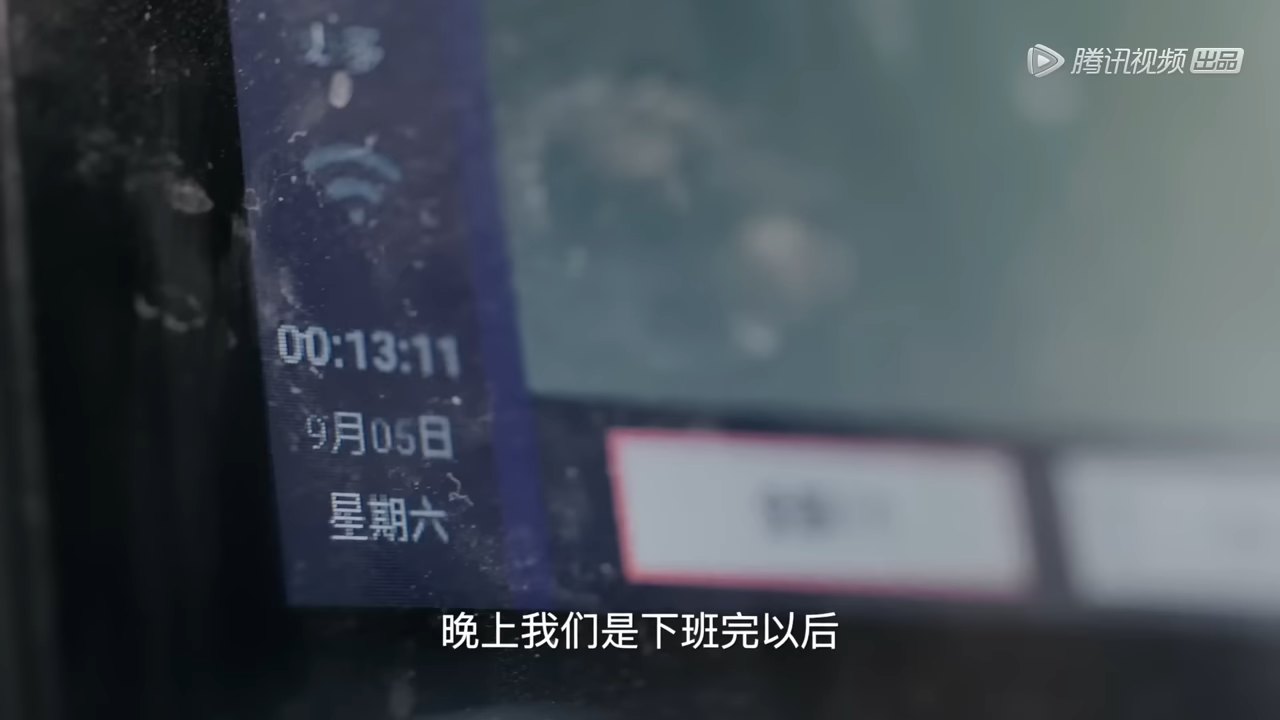 腾讯视频 出品
00:13:11
9月05日
星期六
晚上我们是下班完以后